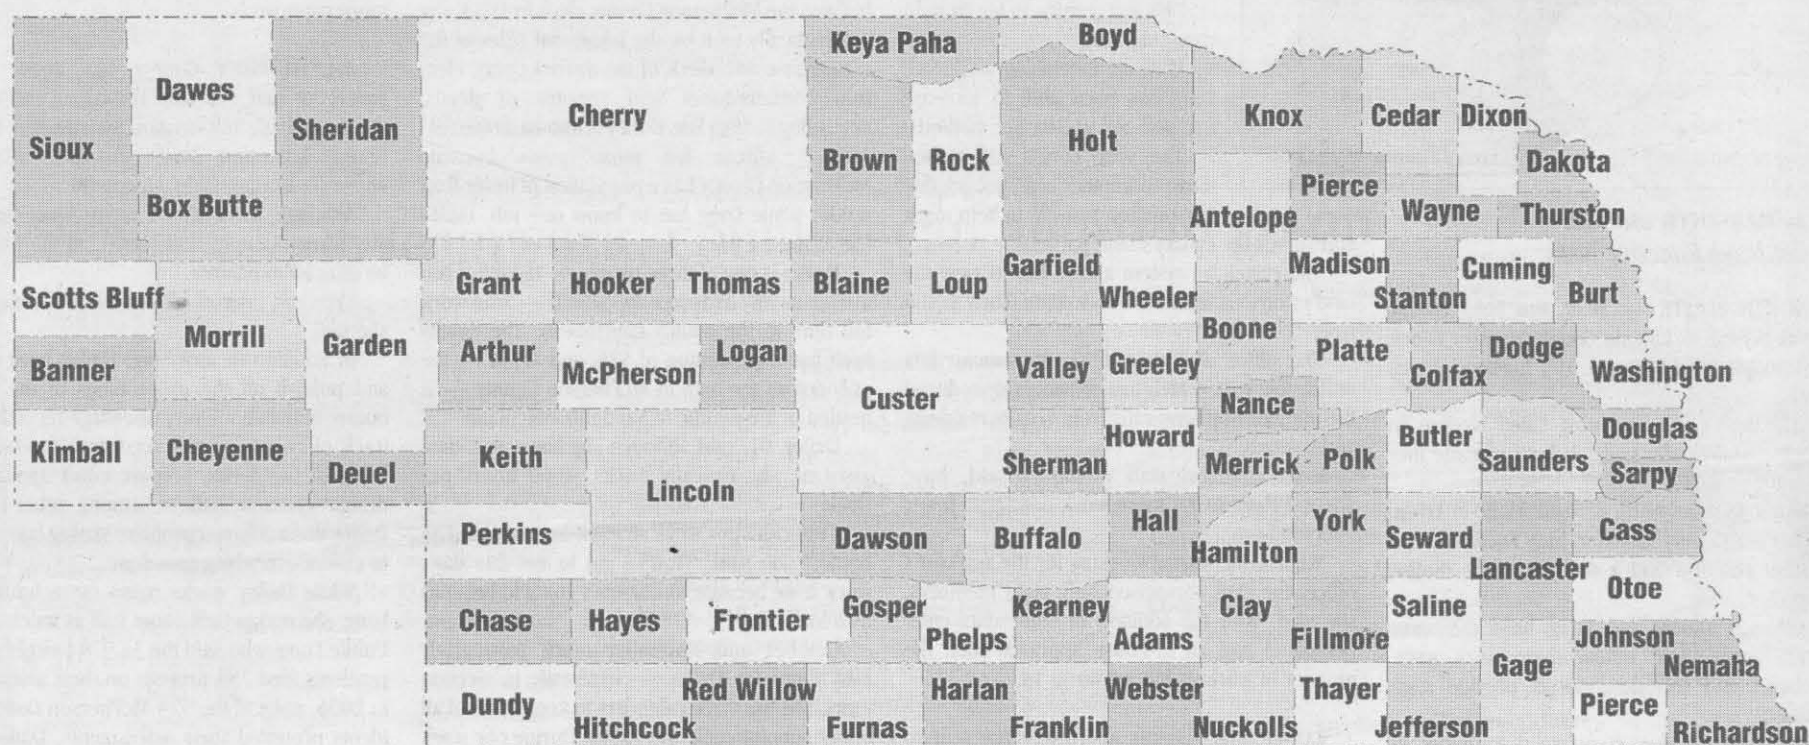 Keya Paha
Boyd
Dawes
Cherry
Knox
Cedar
Dixon
Sheridan
Holt
Sioux
Brown
Rock
Dakota
Pierce
Box Butte
Antelope
Wayne
Thurston
Garfield
Madison
Cuming
Scotts Bluff
Grant
Hooker
Thomas
Blaine
Loup
Wheeler
Stanton
Burt
Morrill
Garden
Arthur
Logan
Boone
Platte
Dodge
Banner
McPherson
Valley
Greeley
Colfax
Washington
Custer
Nance
Kimball
Cheyenne
Keith
Howard
Butler
Douglas
Deuel
Sherman
Merrick
Polk
Saunders
Sarpy
Lincoln
Perkins
Dawson
Buffalo
Hall
Hamilton
York
Seward
Cass
Lancaster
Otoe
Chase
Hayes
Frontier
Gosper
Phelps
Kearney
Adams
Clay
Fillmore
Saline
Johnson
Gage
Nemaha
Dundy
Red Willow
Harlan
Webster
Thayer
Pierce
Hitchcock
Furnas
Franklin
Nuckolls
Jefferson
Richardson